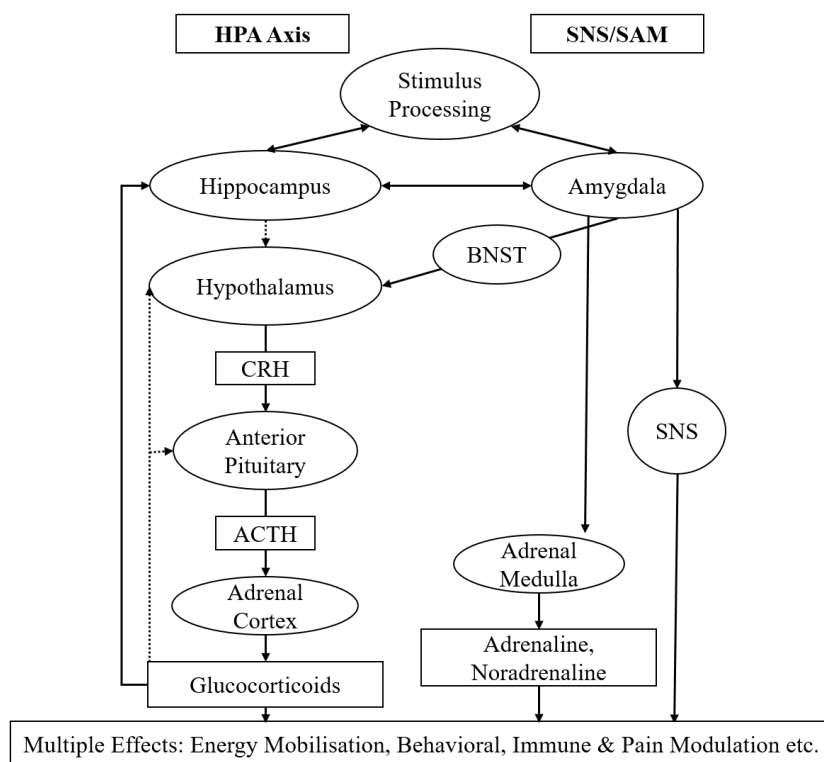 HPA Axis
SNS/SAM
Stimulus
Processing
Hippocampus
Amygdala
BNST
Hypothalamus
CRH
Anterior
Pituitary
SNS
ACTH
Adrenal
Medulla
Adrenal
Cortex
Adrenaline,
Noradrenaline
Glucocorticoids
Multiple Effects: Energy Mobilisation, Behavioral, Immune & Pain Modulation etc.